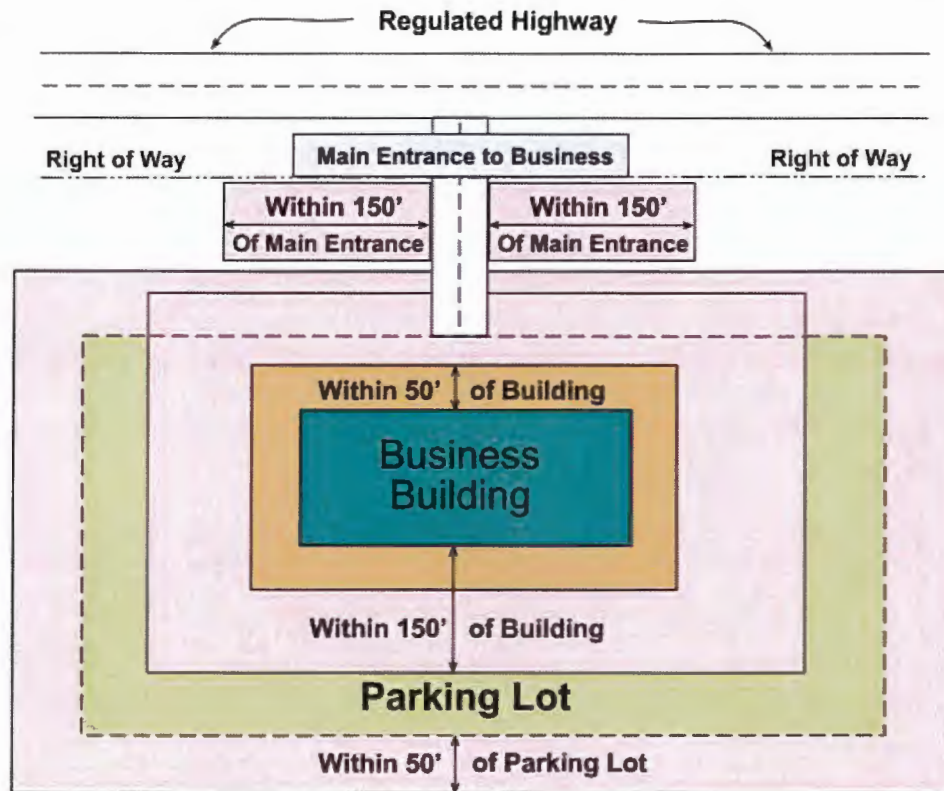 Regulated Highway
Right of Way
Main Entrance to Business
Right of Way
Within 150'
Of Main Entrance
Within 150'
Of Main Entrance
Within 50' of Building
Business
Building
Within 150' of Building
Parking Lot
Within 50' of Parking Lot